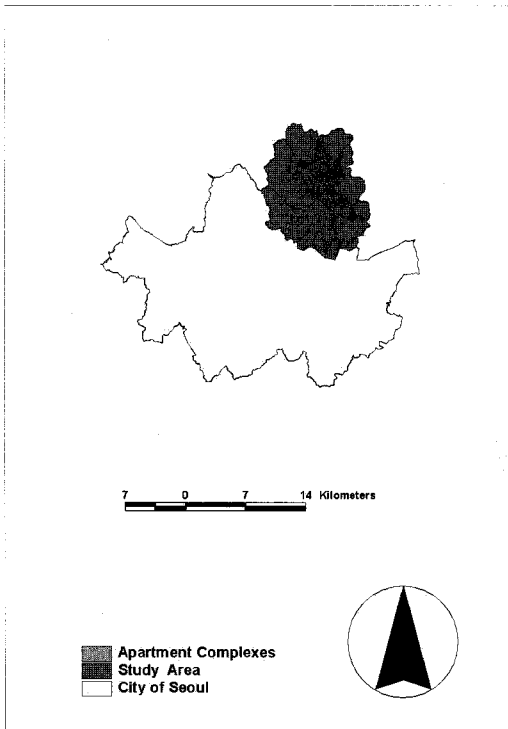 7 0 7 14 Kilometers
Apartment Complexes
Study Area
City of Seoul